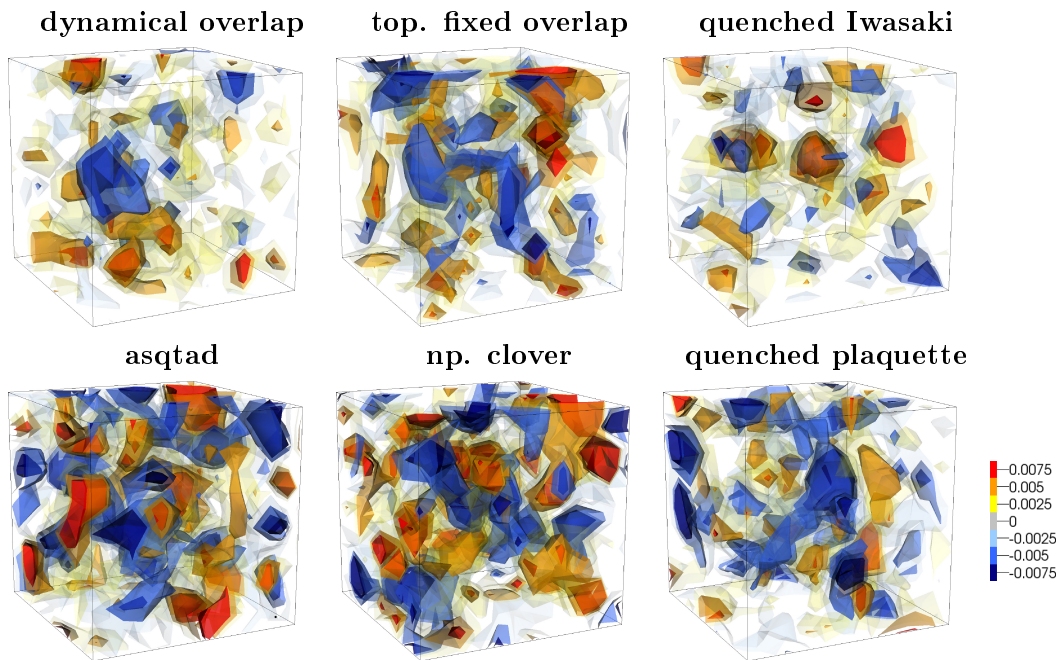 dynamical overlap
top. fixed overlap
quenched Iwasaki
asqtad
np. clover
quenched plaquette
0.0075
0.005
0.0025
0
-0.0025
-0.005
-0.0075